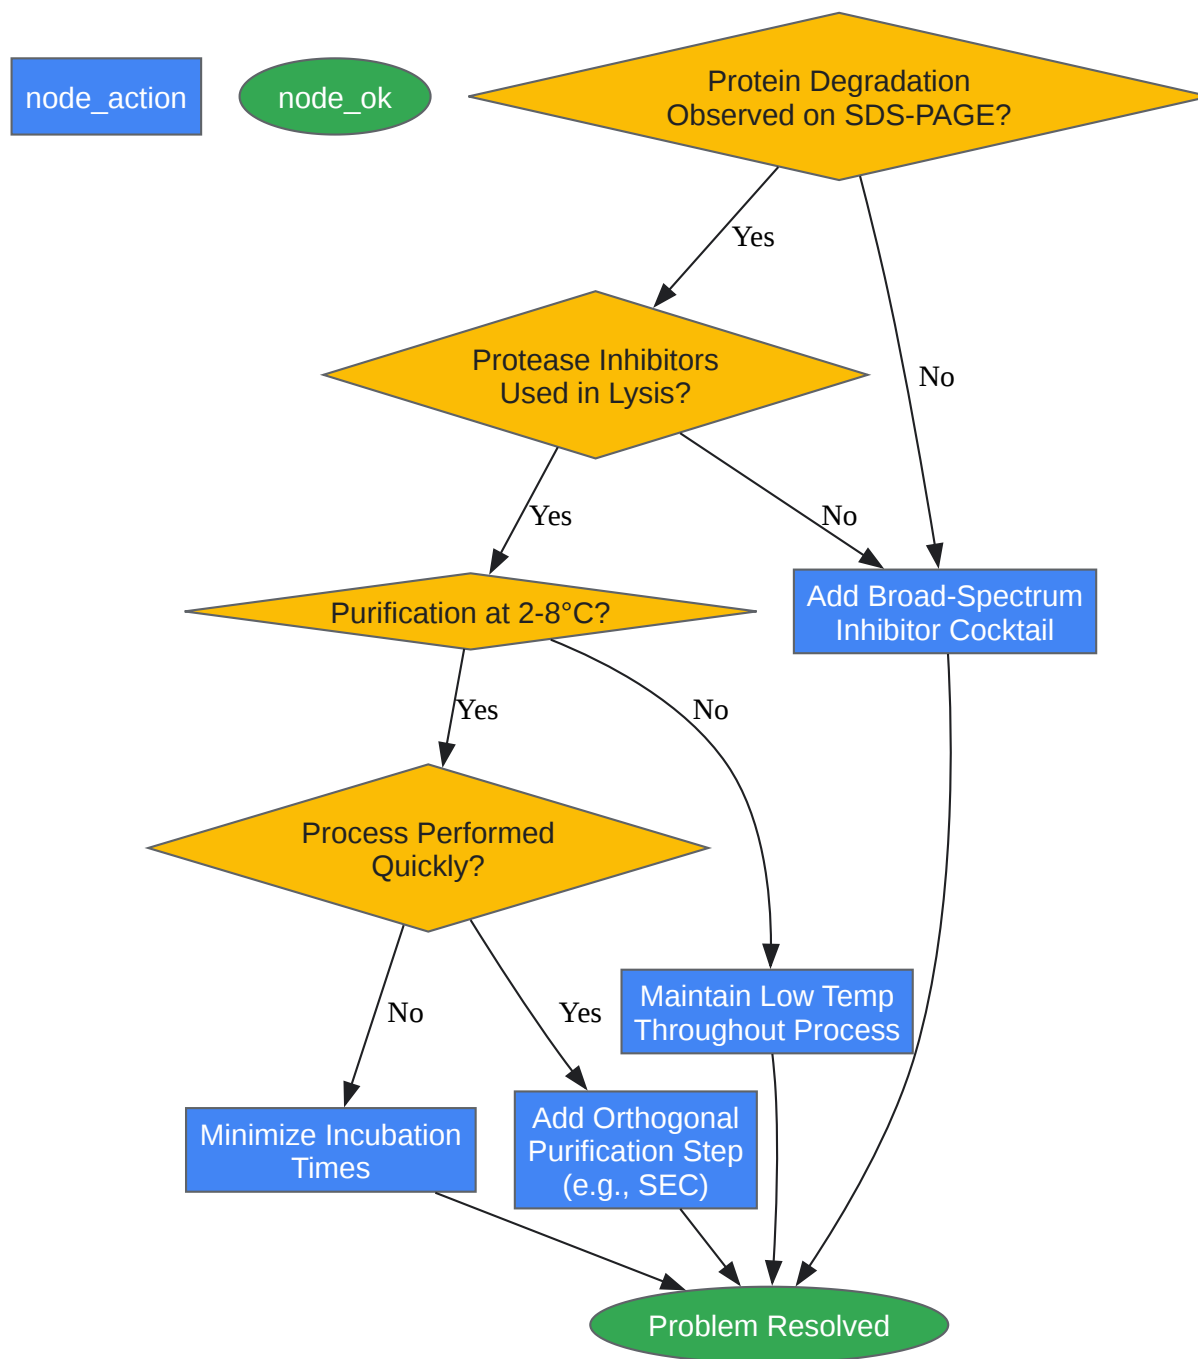 node_action
node_ok
Protein Degradation
Observed on SDS-PAGE?
Yes
No
Protease Inhibitors
Used in Lysis?
Yes
No
Add Broad-Spectrum
Inhibitor Cocktail
Purification at 2-8°C?
Yes
No
Process Performed
Quickly?
No
Yes
Maintain Low Temp
Throughout Process
Minimize Incubation
Times
Add Orthogonal
Purification Step
(e.g., SEC)
Problem Resolved